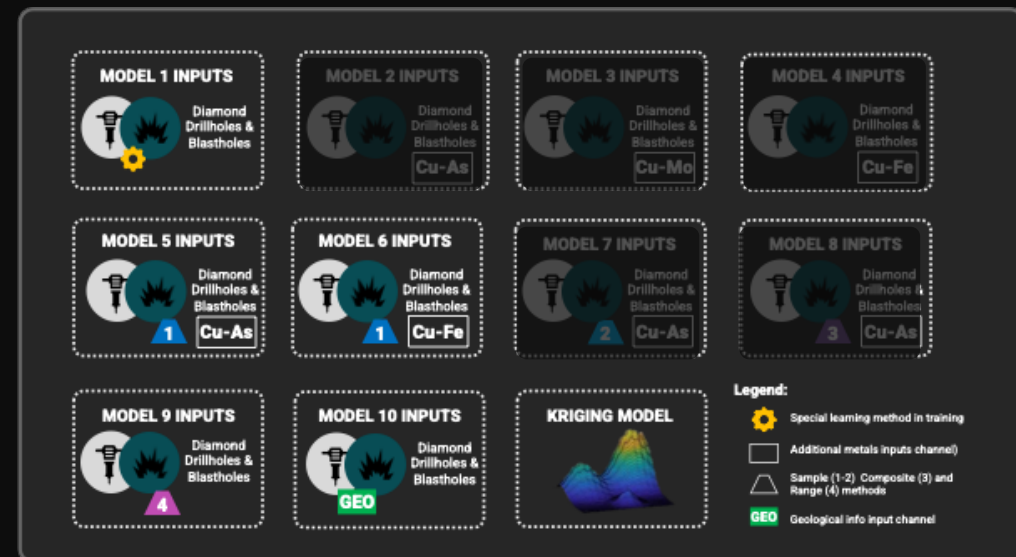 MODEL 1 INPUTS
Diamond
Drillholes &
Blastholes
MODEL 2 INPUTS
Diamond
Drillholes &
Blastholes
Cu-As
MODEL 3 INPUTS
Diamond
Drillholes &
Blastholes
Cu-Mo
MODEL 4 INPUTS
Diamond
Drillholes &
Blastholes
Cu-Fe
MODEL 5 INPUTS
Diamond
Drillholes &
Blastholes
1
Cu-As
MODEL 6 INPUTS
Diamond
Drillholes &
Blastholes
1
Cu-Fe
MODEL 7 INPUTS
Diamond
Drillholes &
Blastholes
2
Cu-As
MODEL 8 INPUTS
Diamond
Drillholes &
Blastholes
3
Cu-As
MODEL 9 INPUTS
Diamond
Drillholes &
Blastholes
4
MODEL 10 INPUTS
Diamond
Drillholes &
Blastholes
GEO
KRIGING MODEL
Legend:
Special learning method in training
Additional metals inputs channel)
Sample (1-2) Composite (3) and
Range (4) methods
GEO Geological info input channel